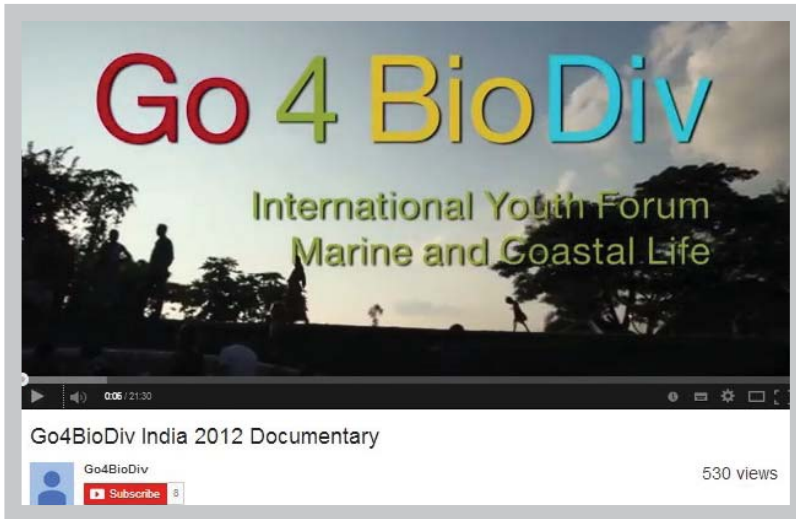 Go 4 BioDiv
International Youth Forum
Marine and Coastal Life
0:06 / 21:30
Go4BioDiv India 2012 Documentary
Go4BioDiv
530 views
Subscribe 8